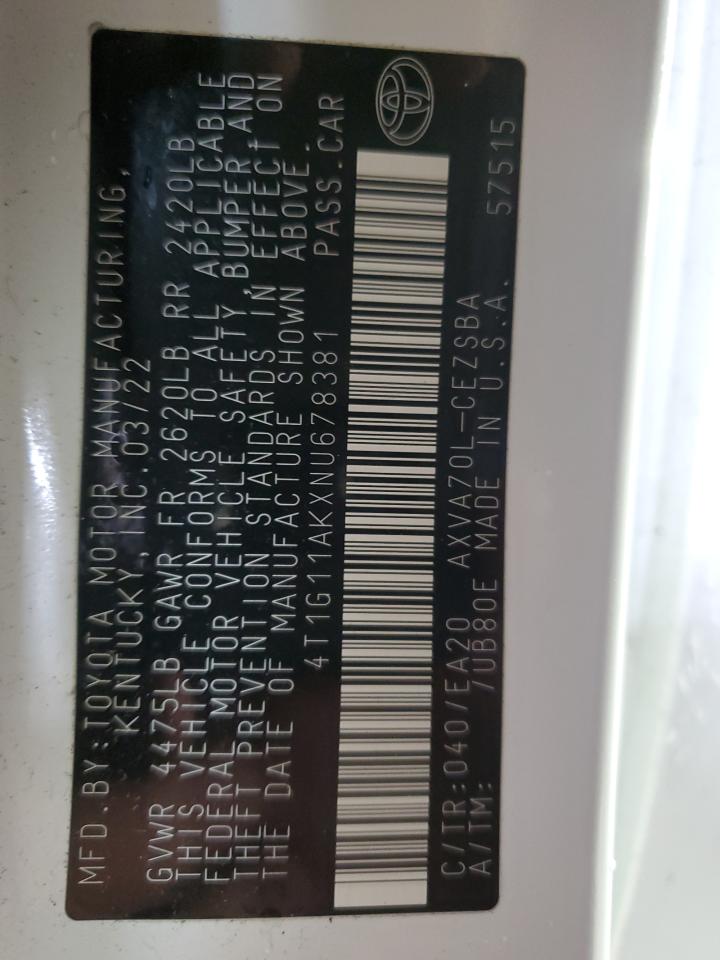 MFD.BY:TOYOTA MOTOR MANUFACTURING,
KENTUCKY, INC.03/22
GVWR 4475LB GAWR FR 2620LB RR 2420LB
THIS VEHICLE CONFORMS TO ALL APPLICABLE
FEDERAL MOTOR VEHICLE SAFETY, BUMPER, AND
THEFT PREVENTION STANDARDS IN EFFECT ON
THE DATE OF MANUFACTURE SHOWN ABOVE.
4T1G11AKXNU678381 PASS.CAR
C/TR:040/EA20 AXVA70L-CEZSBA
A/TM: /UB80E MADE IN U.S.A. 57515